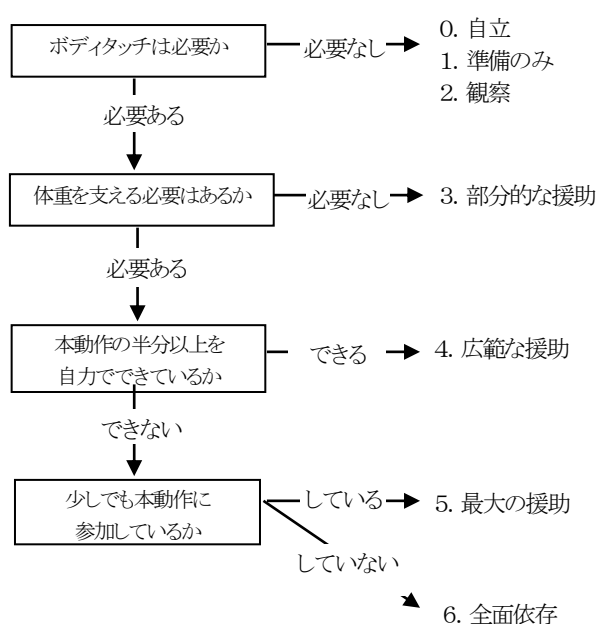 ボディタッチは必要か
必要なし
0. 自立
1. 準備のみ
2. 観察
必要ある
体重を支える必要はあるか
必要なし
3. 部分的な援助
必要ある
本動作の半分以上を
自力でできているか
できる
4. 広範な援助
できない
少しでも本動作に
参加しているか
している
5. 最大の援助
していない
6. 全面依存